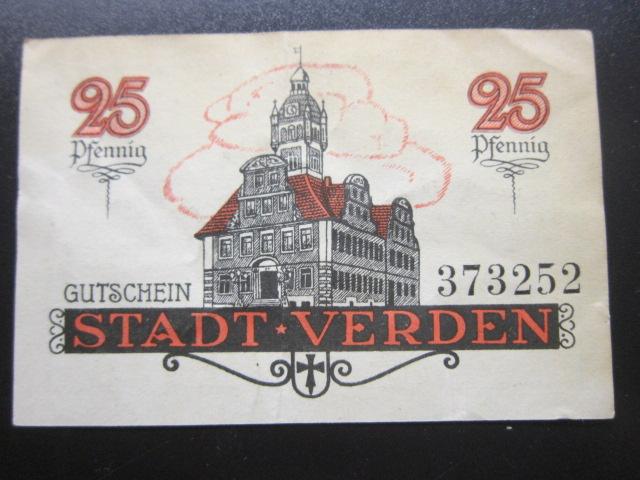 25 25
Pfennig Pfennig
GUTSCHEIN 373252
STADT ★ VERDEN